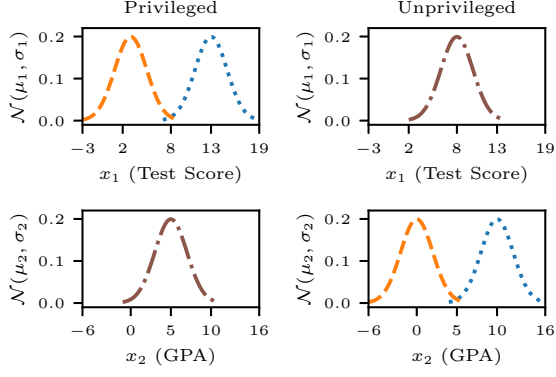 Privileged
Unprivileged
0.2
0.1
0.0
𝒩(μ₁, σ₁)
−3 2 8 13 19
x₁ (Test Score)
0.2
0.1
0.0
𝒩(μ₁, σ₁)
−3 2 8 13 19
x₁ (Test Score)
0.2
0.1
0.0
𝒩(μ₂, σ₂)
−6 0 5 10 16
x₂ (GPA)
0.2
0.1
0.0
𝒩(μ₂, σ₂)
−6 0 5 10 16
x₂ (GPA)